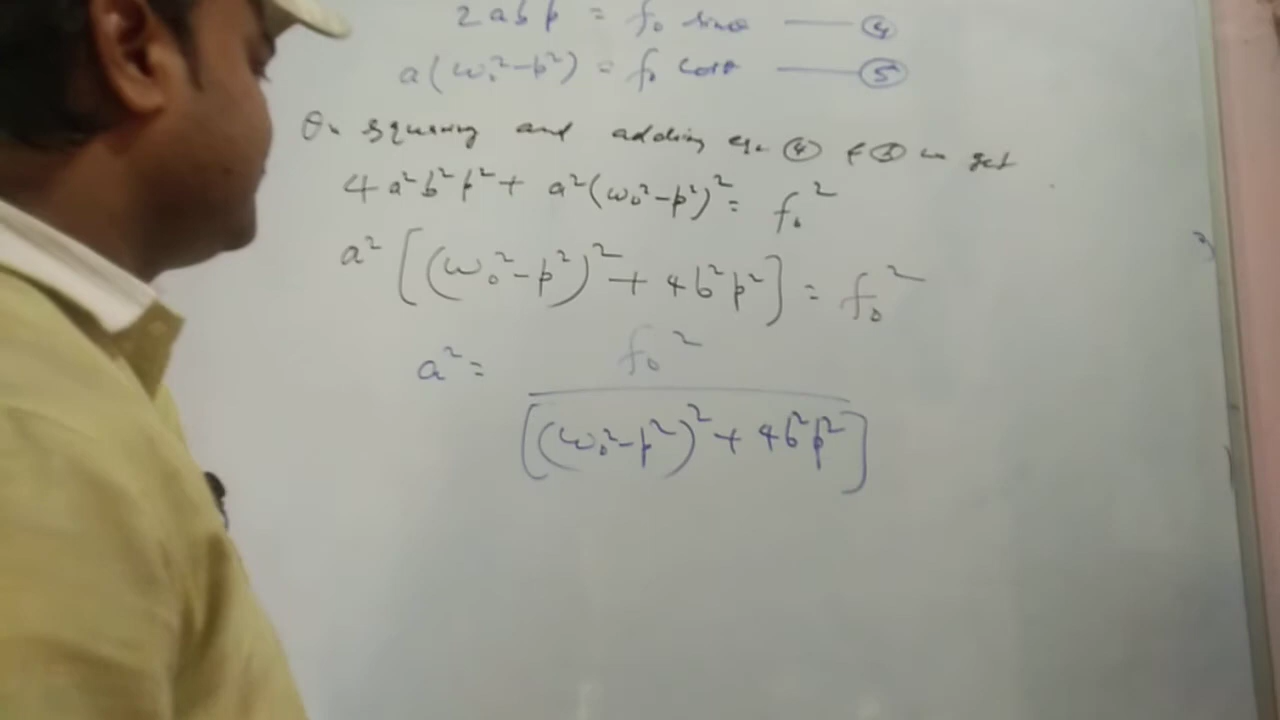 2abp = f₀ sinθ —— ④
a(ω₀²-p²) = f₀ cosθ —— ⑤
On squaring and adding eqn ④ & ⑤ we get
4a²b²p² + a²(ω₀²-p²)² = f₀²
a² [(ω₀²-p²)² + 4b²p²] = f₀²
a² = f₀²
[(ω₀²-p²)² + 4b²p²]